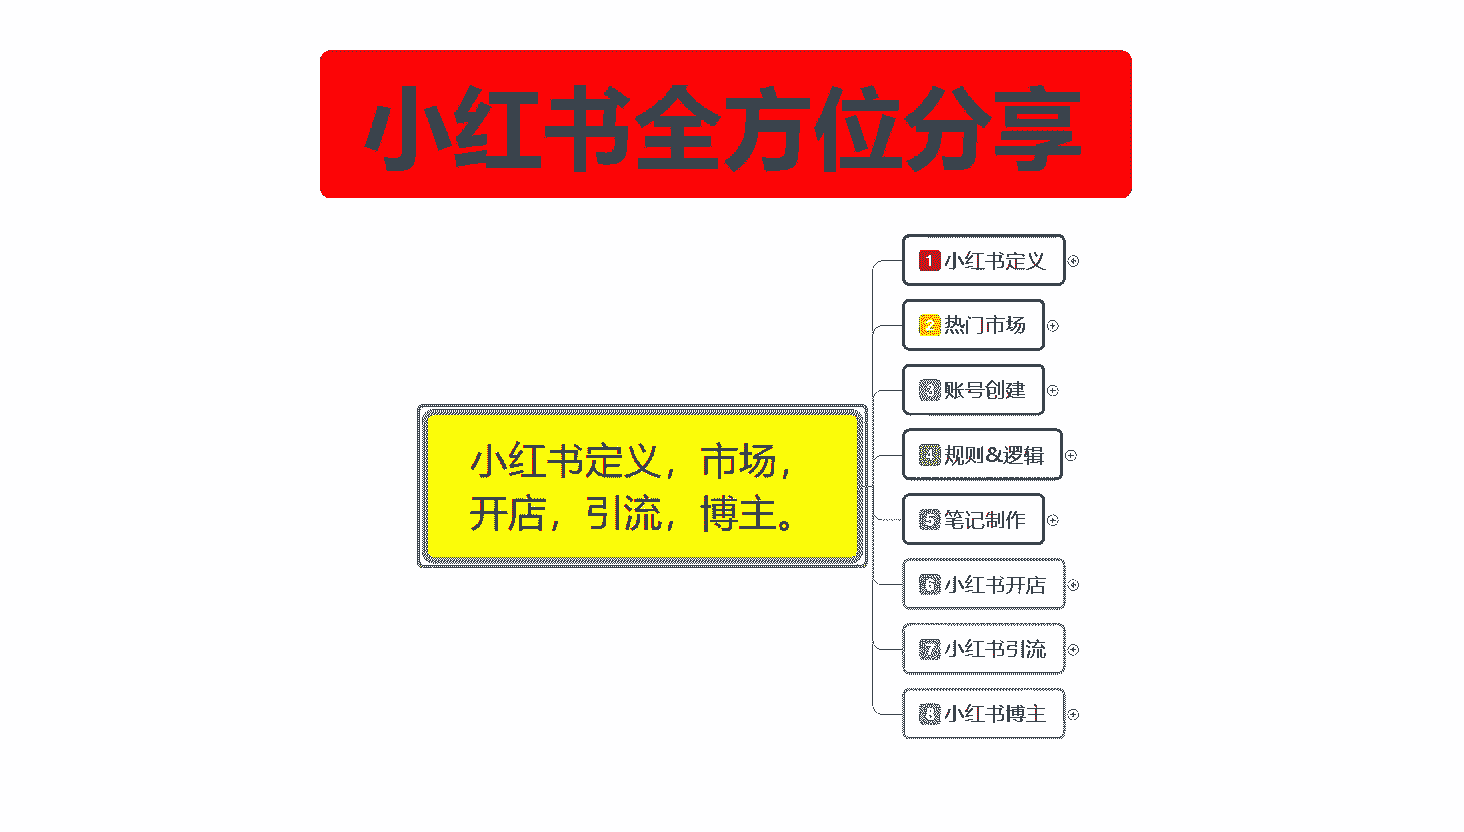 小红书全方位分享
1 小红书定义
2 热门市场
3 账号创建
4 规则&逻辑
小红书定义，市场，
开店，引流，博主。
5 笔记制作
6 小红书开店
7 小红书引流
8 小红书博主